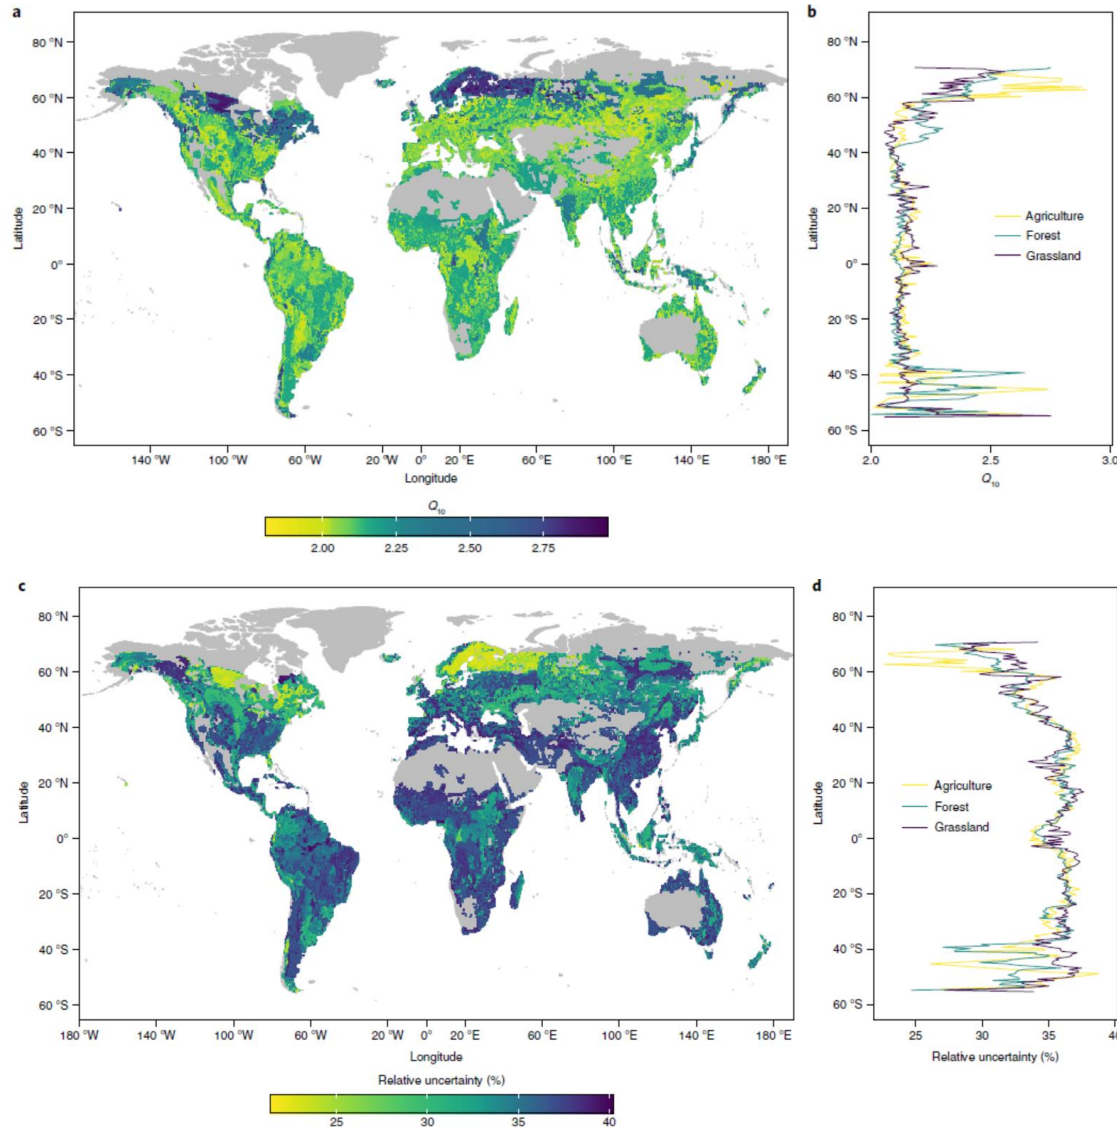 a
80 °N
60 °N
40 °N
20 °N
0°
20 °S
40 °S
60 °S
Latitude
140 °W 100 °W 60 °W 20 °W 0° 20 °E 60 °E 100 °E 140 °E 180 °E
Longitude
Q10
2.00 2.25 2.50 2.75
b
80 °N
60 °N
40 °N
20 °N
0°
20 °S
40 °S
60 °S
Latitude
Agriculture
Forest
Grassland
2.0 2.5 3.0
Q10
c
80 °N
60 °N
40 °N
20 °N
0°
20 °S
40 °S
60 °S
Latitude
180 °W 140 °W 100 °W 60 °W 20 °W 0° 20 °E 60 °E 100 °E 140 °E 180 °E
Longitude
Relative uncertainty (%)
25 30 35 40
d
80 °N
60 °N
40 °N
20 °N
0°
20 °S
40 °S
60 °S
Latitude
Agriculture
Forest
Grassland
25 30 35 40
Relative uncertainty (%)